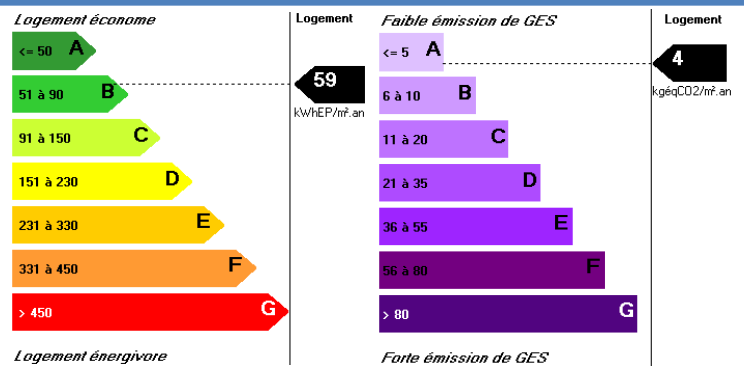 Logement économe
Logement
<= 50 A
51 à 90 B
59
kWhEP/m².an
91 à 150 C
151 à 230 D
231 à 330 E
331 à 450 F
> 450 G
Logement énergivore
Faible émission de GES
Logement
<= 5 A
4
kgéqCO2/m².an
6 à 10 B
11 à 20 C
21 à 35 D
36 à 55 E
56 à 80 F
> 80 G
Forte émission de GES